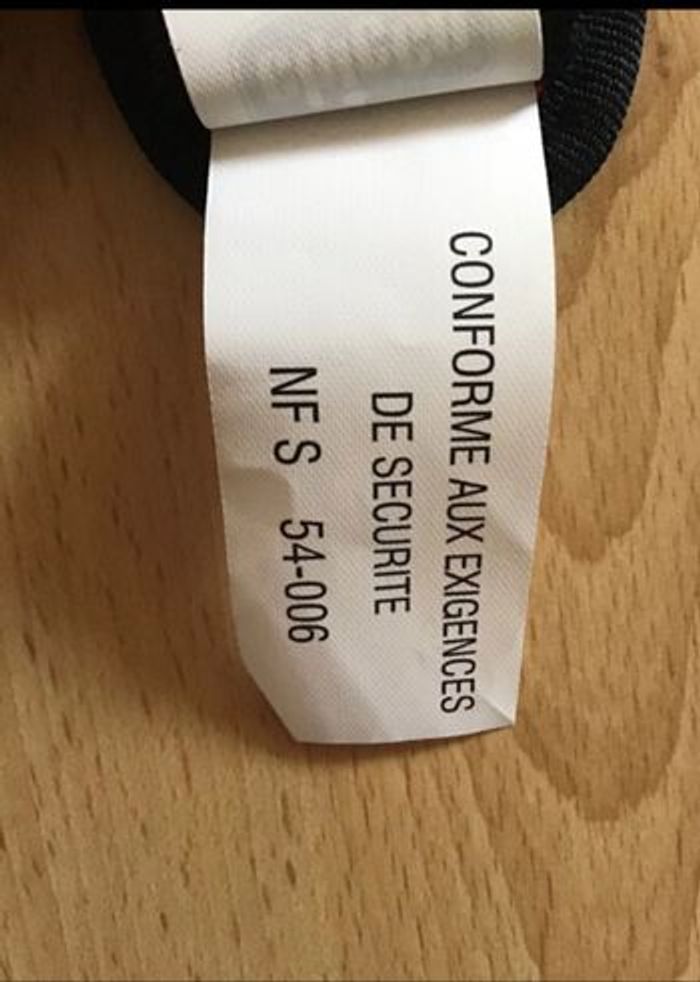 CONFORME AUX EXIGENCES
DE SECURITE
NF S 54-006